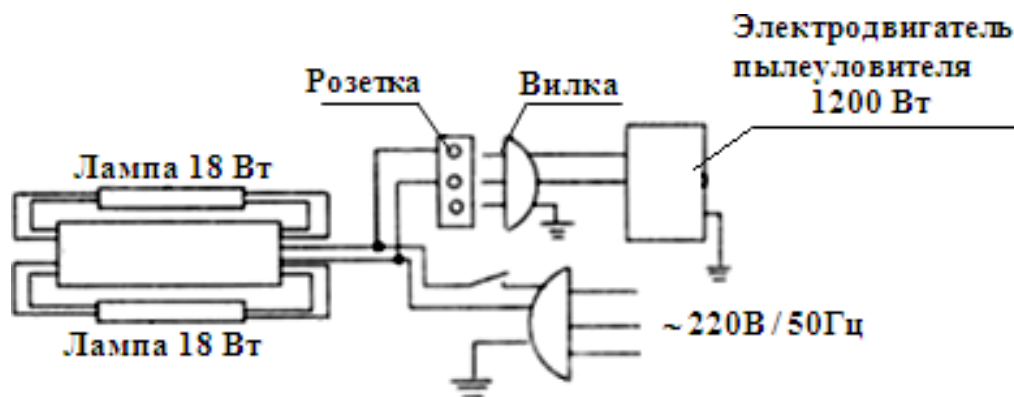 Электродвигатель
пылеуловителя
1200 Вт
Розетка
Вилка
Лампа 18 Вт
Лампа 18 Вт
~220В / 50Гц